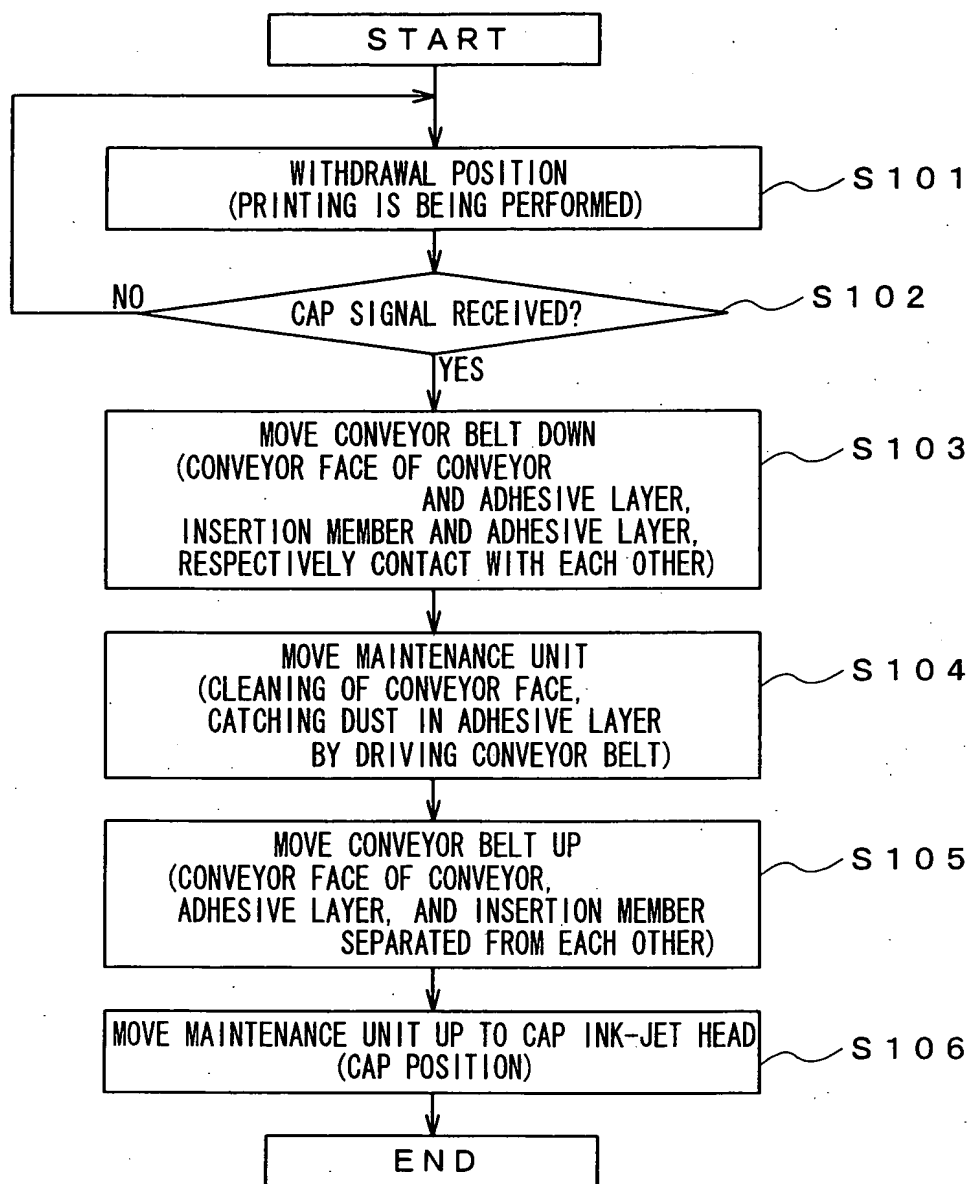 START
WITHDRAWAL POSITION
(PRINTING IS BEING PERFORMED)
S101
CAP SIGNAL RECEIVED?
S102
NO
YES
MOVE CONVEYOR BELT DOWN
(CONVEYOR FACE OF CONVEYOR
AND ADHESIVE LAYER,
INSERTION MEMBER AND ADHESIVE LAYER,
RESPECTIVELY CONTACT WITH EACH OTHER)
S103
MOVE MAINTENANCE UNIT
(CLEANING OF CONVEYOR FACE,
CATCHING DUST IN ADHESIVE LAYER
BY DRIVING CONVEYOR BELT)
S104
MOVE CONVEYOR BELT UP
(CONVEYOR FACE OF CONVEYOR,
ADHESIVE LAYER, AND INSERTION MEMBER
SEPARATED FROM EACH OTHER)
S105
MOVE MAINTENANCE UNIT UP TO CAP INK-JET HEAD
(CAP POSITION)
S106
END